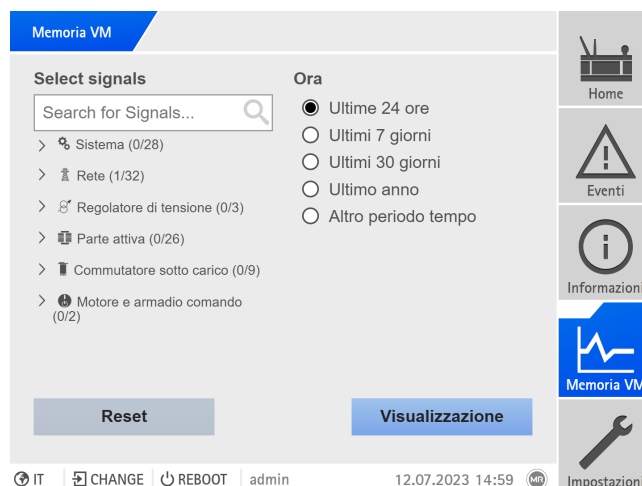 Memoria VM
Select signals
Search for Signals...
Sistema (0/28)
Rete (1/32)
Regolatore di tensione (0/3)
Parte attiva (0/26)
Commutatore sotto carico (0/9)
Motore e armadio comando
(0/2)
Ora
Ultime 24 ore
Ultimi 7 giorni
Ultimi 30 giorni
Ultimo anno
Altro periodo tempo
Reset
Visualizzazione
Home
Eventi
Informazioni
Memoria VM
Impostazioni
IT
CHANGE
REBOOT
admin
12.07.2023 14:59
MR